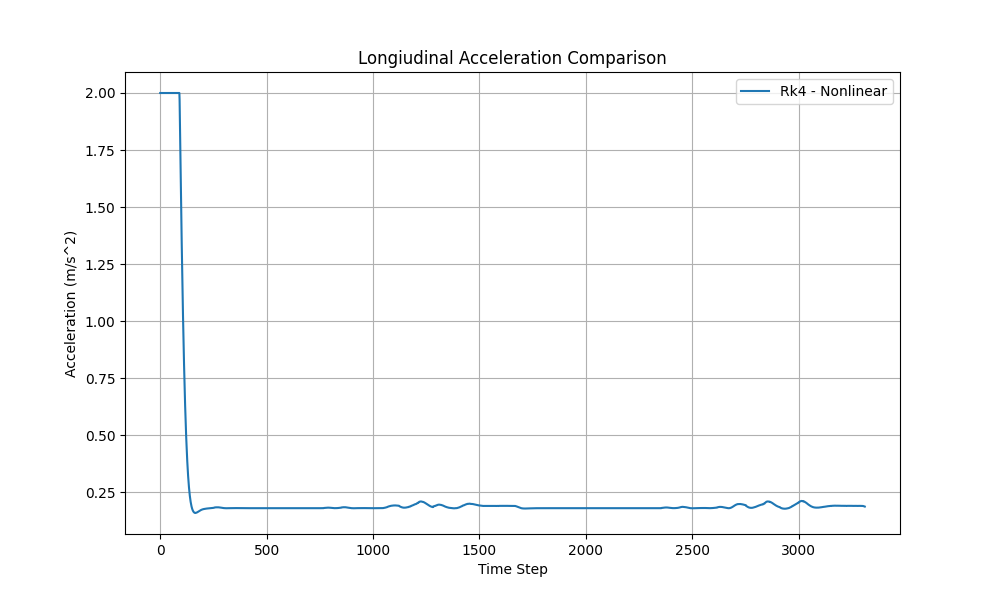 Longiudinal Acceleration Comparison
Rk4 - Nonlinear
Acceleration (m/s^2)
2.00
1.75
1.50
1.25
1.00
0.75
0.50
0.25
0 500 1000 1500 2000 2500 3000
Time Step